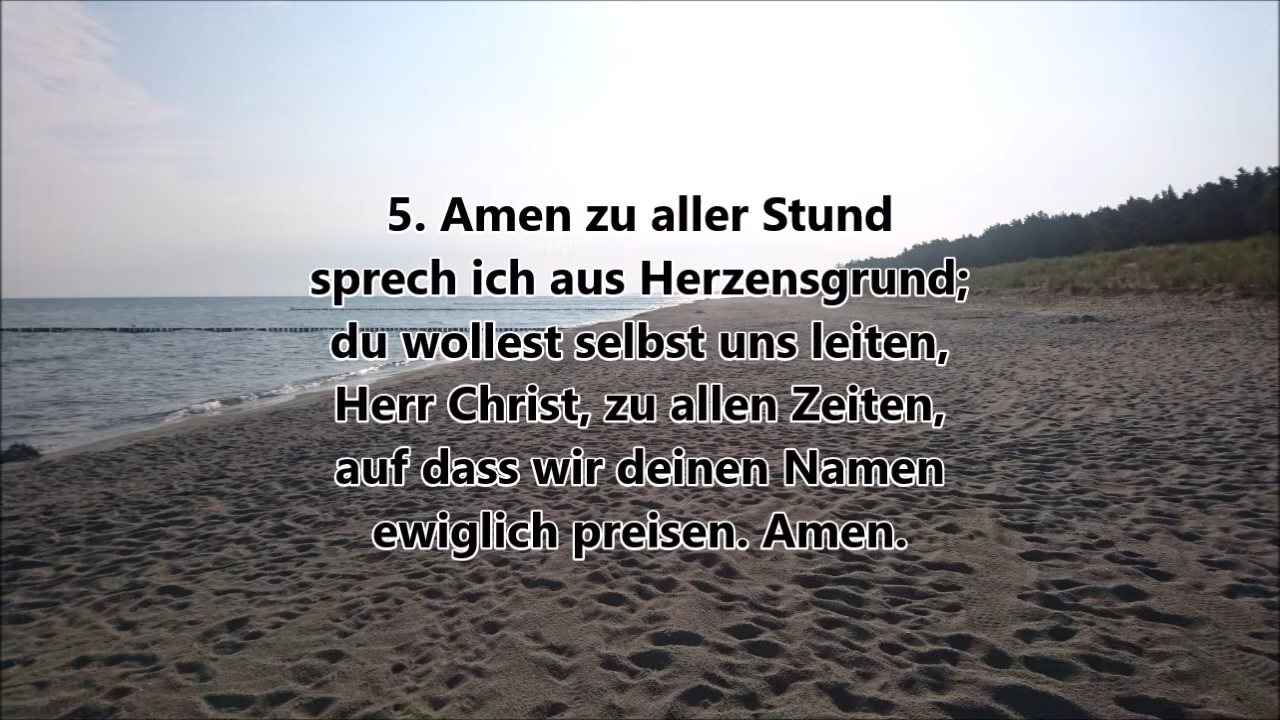 5. Amen zu aller Stund
sprech ich aus Herzensgrund;
du wollest selbst uns leiten,
Herr Christ, zu allen Zeiten,
auf dass wir deinen Namen
ewiglich preisen. Amen.